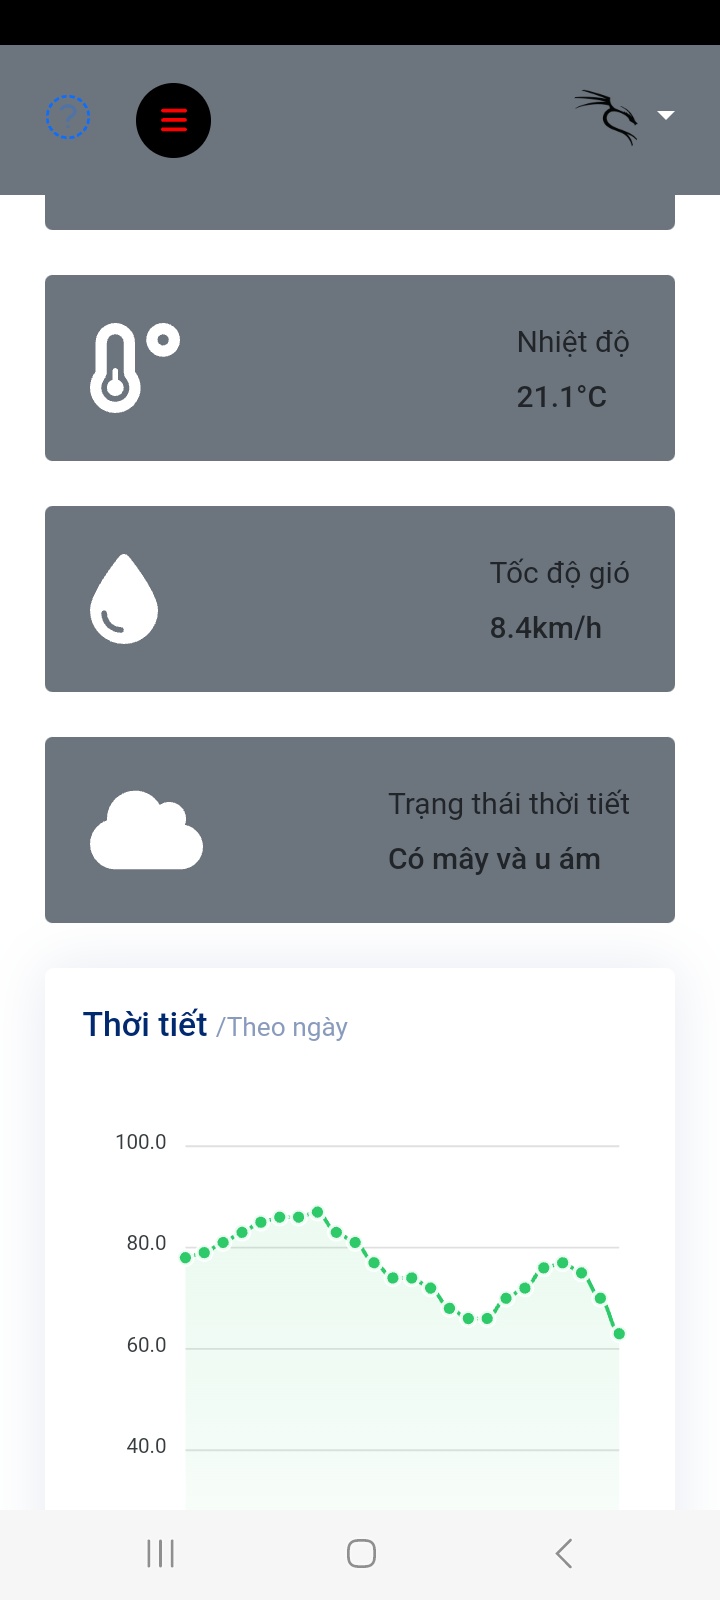 ?
Nhiệt độ
21.1°C
Tốc độ gió
8.4km/h
Trạng thái thời tiết
Có mây và u ám
Thời tiết /Theo ngày
100.0
80.0
60.0
40.0